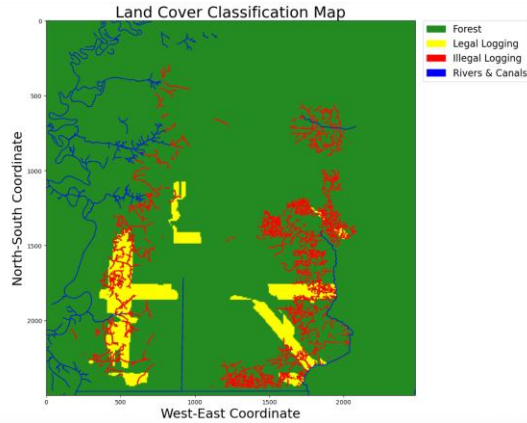 Land Cover Classification Map
Forest
Legal Logging
Illegal Logging
Rivers & Canals
North-South Coordinate
0
500
1000
1500
2000
0
500
1000
1500
2000
West-East Coordinate